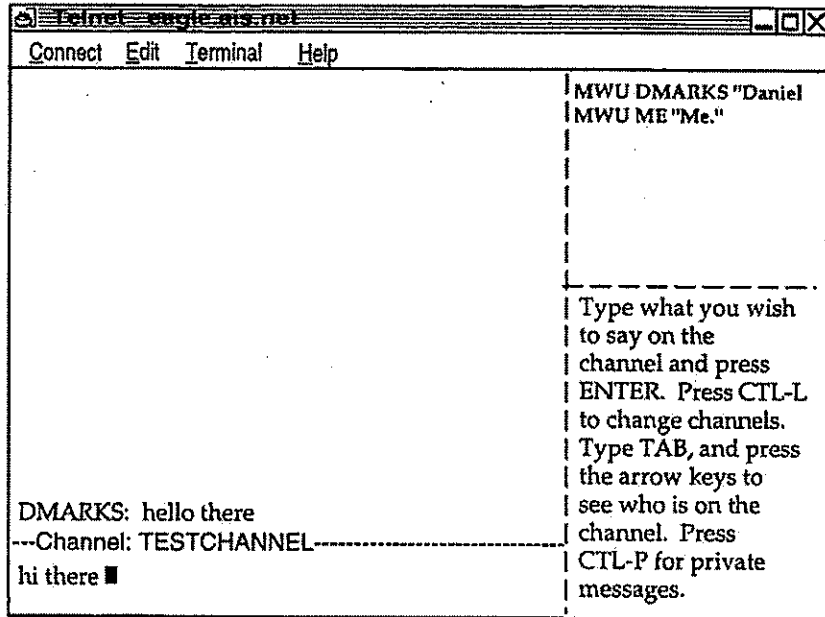 Telnet - eagle.ais.net
Connect Edit Terminal Help
MWU DMARKS "Daniel
MWU ME "Me."
Type what you wish
to say on the
channel and press
ENTER. Press CTL-L
to change channels.
Type TAB, and press
the arrow keys to
see who is on the
channel. Press
CTL-P for private
messages.
DMARKS: hello there
---Channel: TESTCHANNEL---
hi there